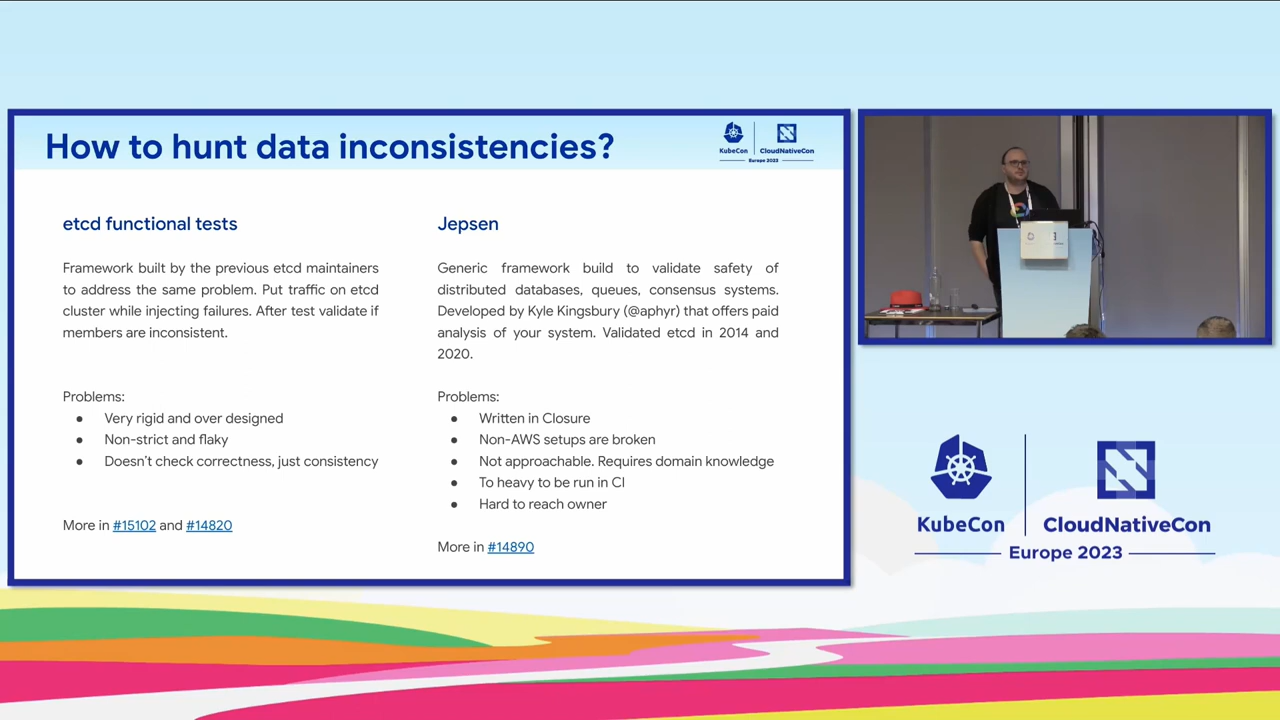 How to hunt data inconsistencies?
KubeCon
CloudNativeCon
Europe 2023
etcd functional tests
Framework built by the previous etcd maintainers
to address the same problem. Put traffic on etcd
cluster while injecting failures. After test validate if
members are inconsistent.
Problems:
● Very rigid and over designed
● Non-strict and flaky
● Doesn't check correctness, just consistency
More in #15102 and #14820
Jepsen
Generic framework build to validate safety of
distributed databases, queues, consensus systems.
Developed by Kyle Kingsbury (@aphyr) that offers paid
analysis of your system. Validated etcd in 2014 and
2020.
Problems:
● Written in Closure
● Non-AWS setups are broken
● Not approachable. Requires domain knowledge
● To heavy to be run in CI
● Hard to reach owner
More in #14890
KubeCon
CloudNativeCon
Europe 2023